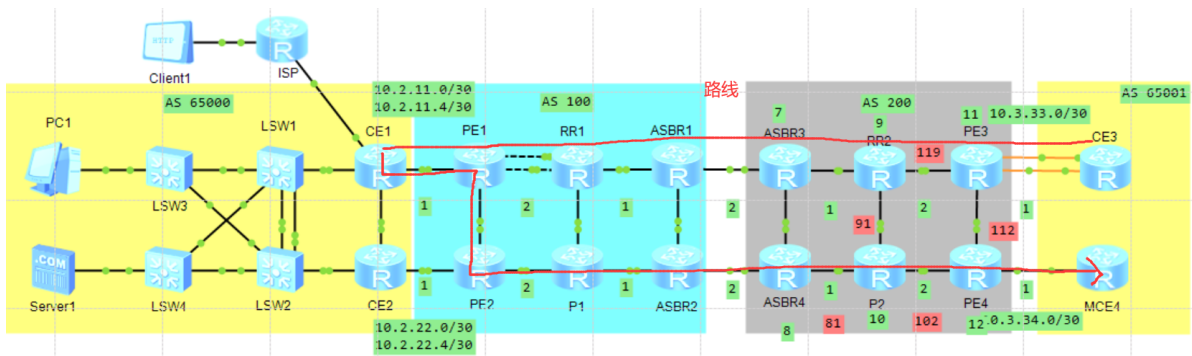 HTTP
Client1
R
ISP
10.2.11.0/30
10.2.11.4/30
AS 65000
AS 100
路线
AS 200
AS 65001
7
9
11
10.3.33.0/30
PC1
LSW1
CE1
PE1
RR1
ASBR1
ASBR3
RR2
PE3
CE3
119
R
R
R
R
R
R
R
R
LSW3
1
2
1
2
1
2
1
91
112
.COM
R
R
R
R
R
R
R
R
Server1
LSW4
LSW2
CE2
1
PE2
2
P1
1
ASBR2
2
ASBR4
1
P2
2
PE4
1
MCE4
10.2.22.0/30
10.2.22.4/30
8
81
10
102
12
10.3.34.0/30